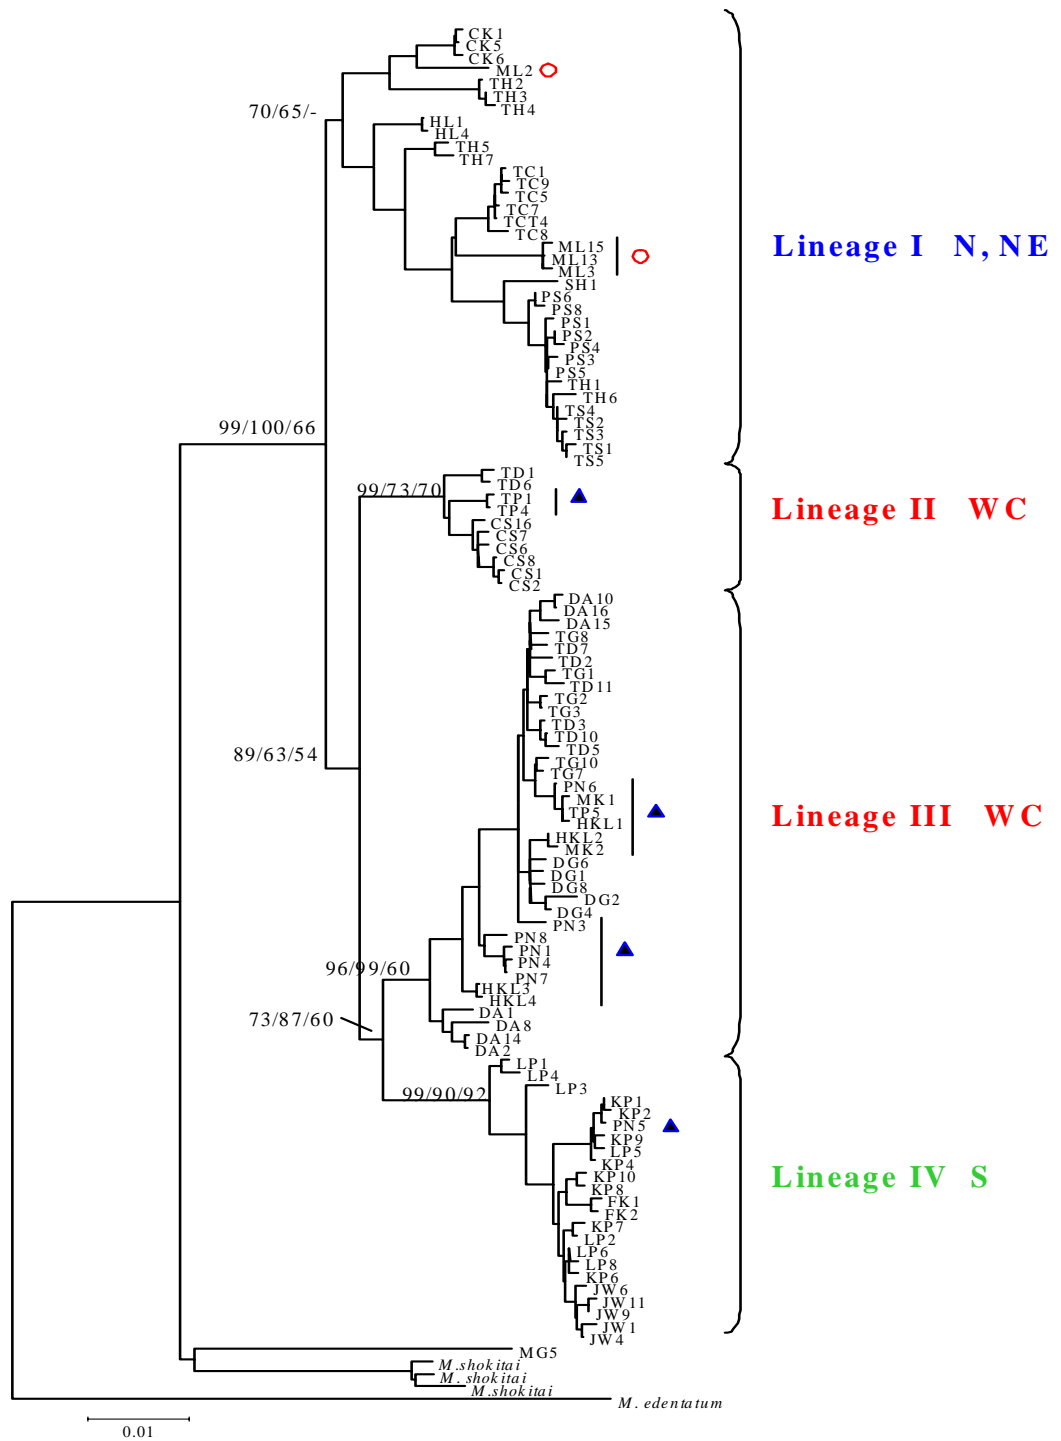 CK1
CK5
CK6
ML2
TH2
TH3
TH4
70/65/-
HL1
HL4
TH5
TH7
TC1
TC9
TC5
TC7
TCT4
TC8
ML15
ML13
ML3
Lineage I N, NE
SH1
PS6
PS8
PS1
PS2
PS4
PS3
PS5
TH1
TH6
TS4
TS2
TS3
TS1
TS5
99/100/66
TD1
TD6
99/73/70
TP1
TP4
Lineage II WC
CS16
CS7
CS6
CS8
CS1
CS2
DA10
DA16
DA15
TG8
TD7
TD2
TG1
TD11
TG2
TG3
TD3
TD10
TD5
89/63/54
TG10
TG7
PN6
MK1
TP5
HKL1
Lineage III WC
HKL2
MK2
DG6
DG1
DG8
DG2
DG4
PN3
PN8
PN1
PN4
PN7
96/99/60
HKL3
HKL4
DA1
73/87/60
DA8
DA14
DA2
LP1
LP4
LP3
99/90/92
KP1
KP2
PN5
KP9
LP5
KP4
KP10
Lineage IV S
KP8
FK1
FK2
KP7
LP2
LP6
LP8
KP6
JW6
JW11
JW9
JW1
JW4
MG5
M.shokitai
M. shokitai
M.shokitai
M. edentatum
0.01